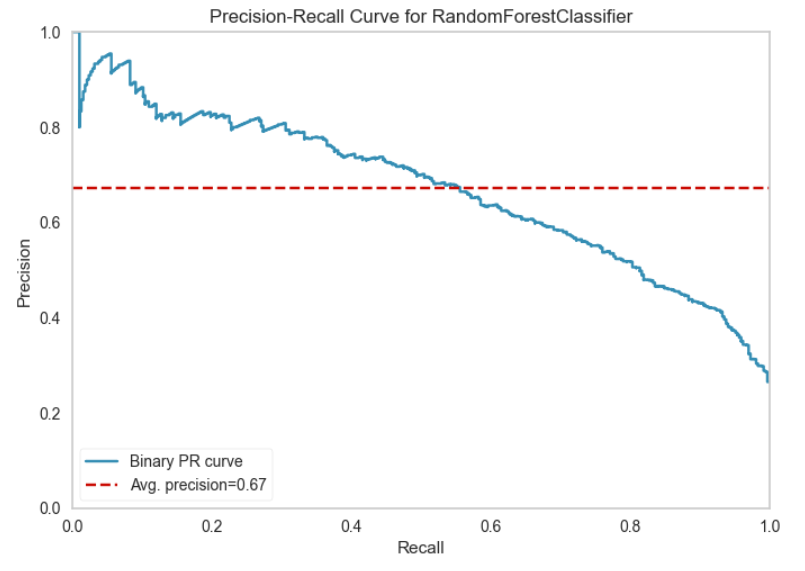 Precision-Recall Curve for RandomForestClassifier
1.0
0.8
0.6
0.4
0.2
0.0
Precision
Binary PR curve
Avg. precision=0.67
0.0 0.2 0.4 0.6 0.8 1.0
Recall